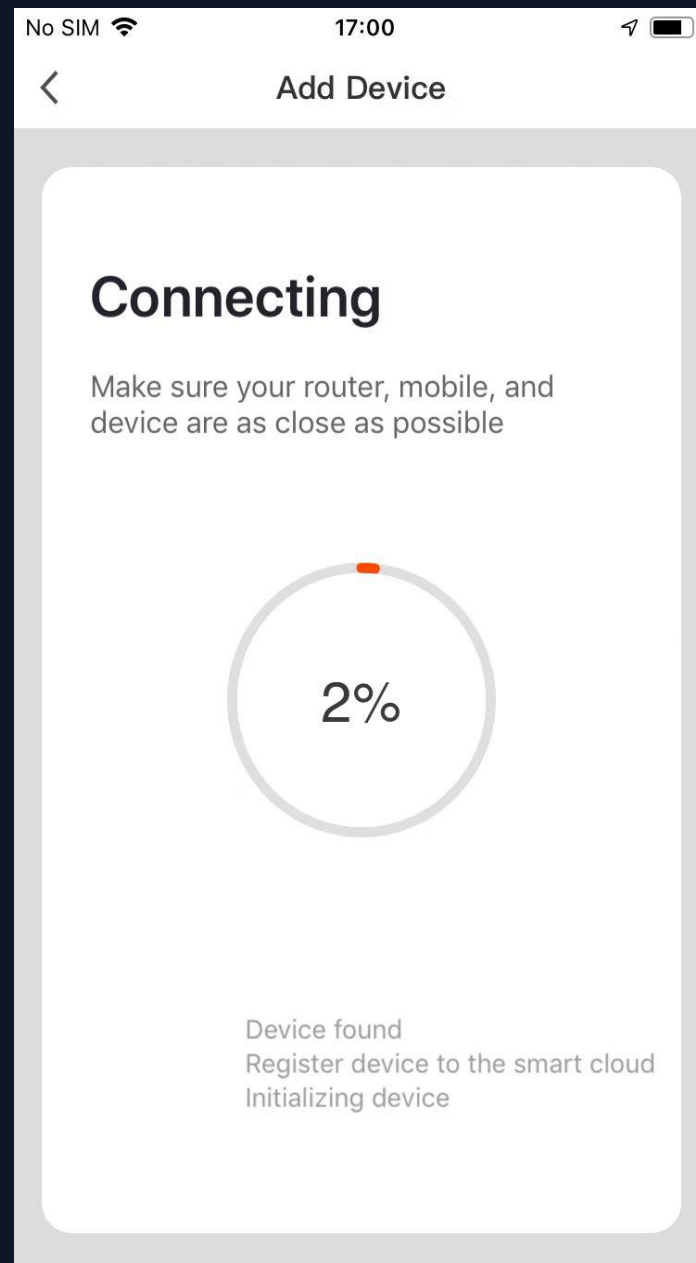 No SIM 17:00
Add Device
Connecting
Make sure your router, mobile, and
device are as close as possible
2%
Device found
Register device to the smart cloud
Initializing device